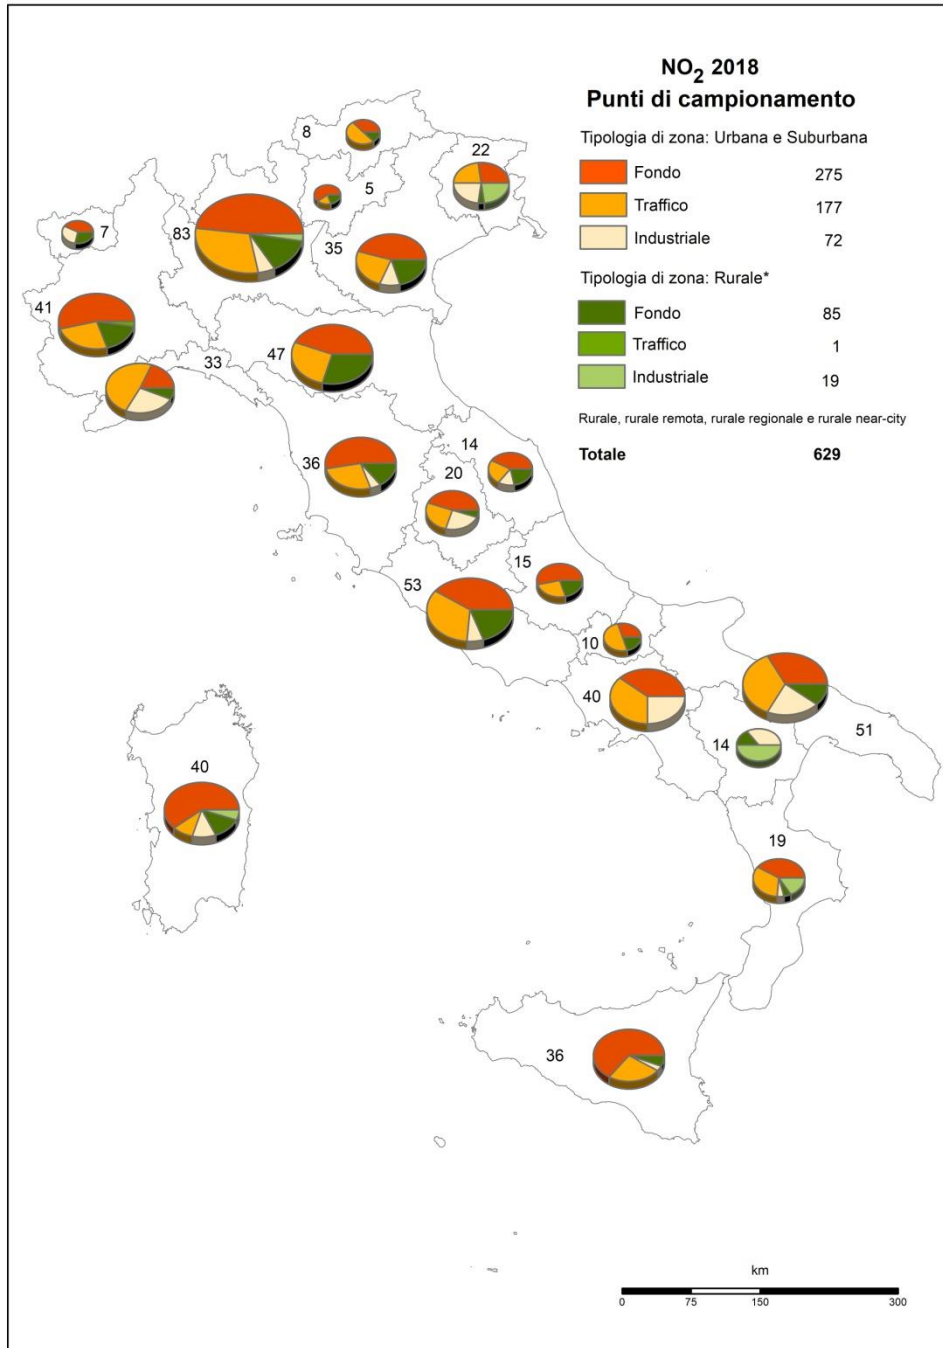 NO2 2018
Punti di campionamento
Tipologia di zona: Urbana e Suburbana
Fondo 275
Traffico 177
Industriale 72
Tipologia di zona: Rurale*
Fondo 85
Traffico 1
Industriale 19
Rurale, rurale remota, rurale regionale e rurale near-city
Totale 629
8
22
5
7
83
35
41
47
33
14
36
20
15
53
10
40
51
14
40
19
36
km
0 75 150 300